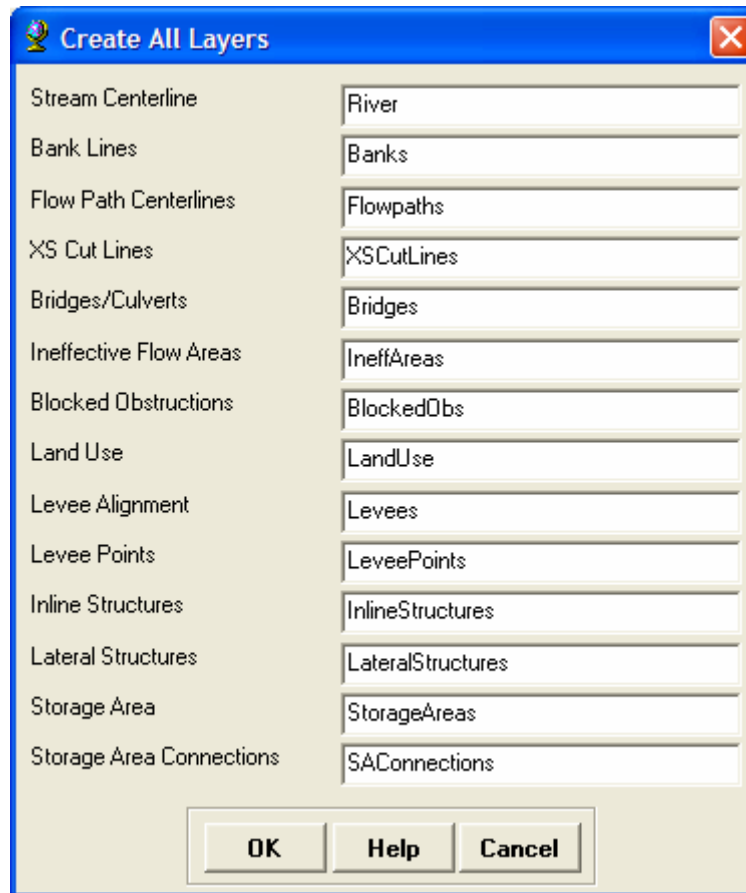 Create All Layers
Stream Centerline River
Bank Lines Banks
Flow Path Centerlines Flowpaths
XS Cut Lines XSCutLines
Bridges/Culverts Bridges
Ineffective Flow Areas IneffAreas
Blocked Obstructions BlockedObs
Land Use LandUse
Levee Alignment Levees
Levee Points LeveePoints
Inline Structures InlineStructures
Lateral Structures LateralStructures
Storage Area StorageAreas
Storage Area Connections SAConnections
OK Help Cancel